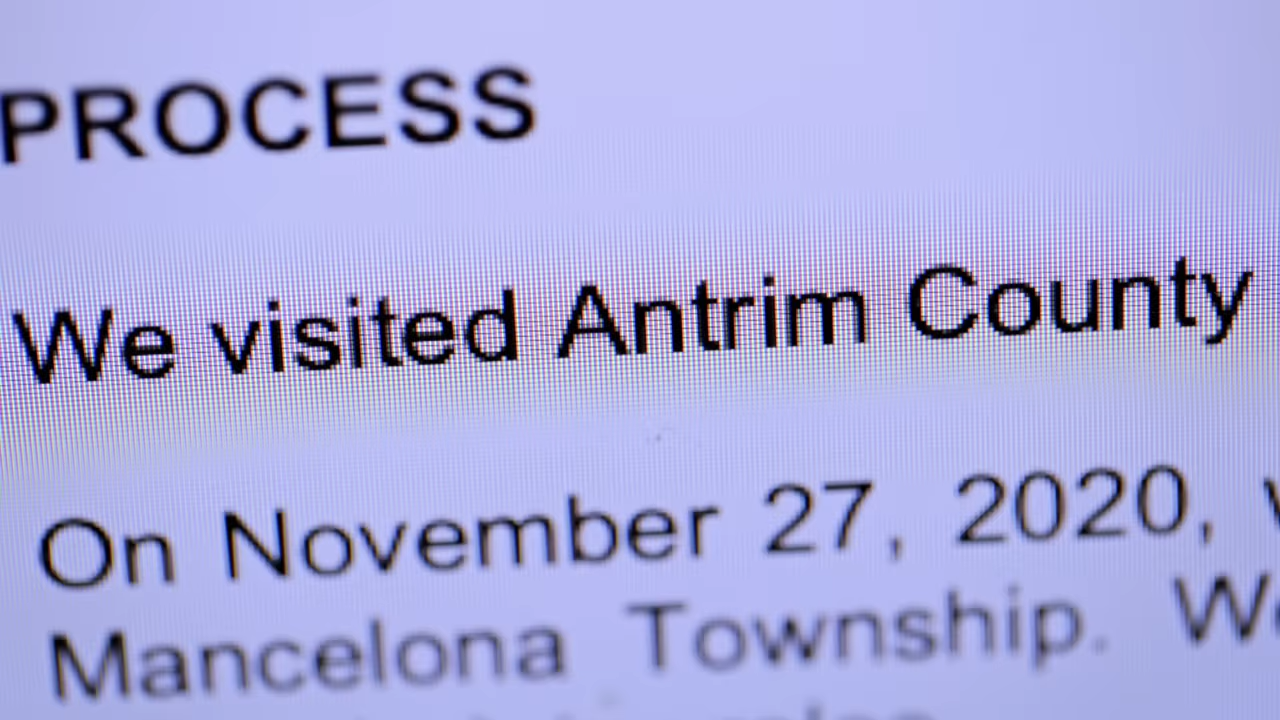 PROCESS
We visited Antrim County
On November 27, 2020,
Mancelona Township.